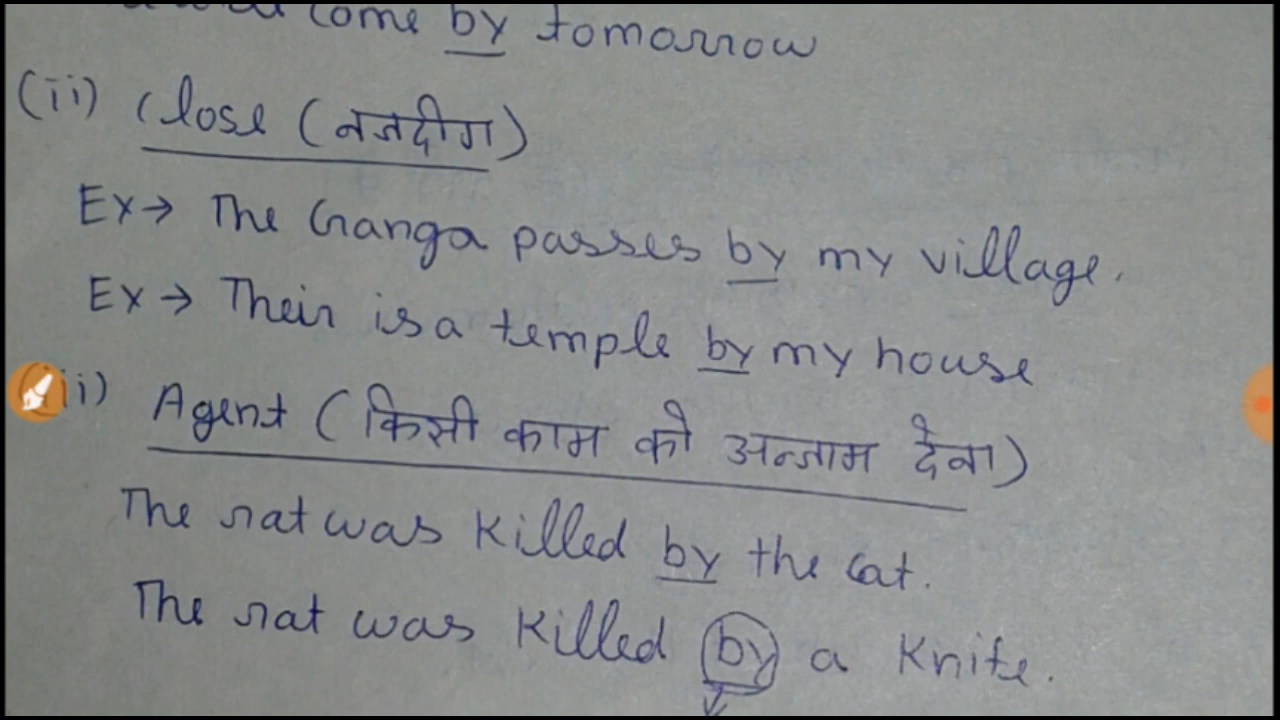 come by tomorrow
(ii) Close (नजदीग)
Ex→ The Ganga passes by my village.
Ex→ Their is a temple by my house
ii) Agent (किसी काम को अन्जाम देना)
The rat was killed by the cat.
The rat was killed by a knife.